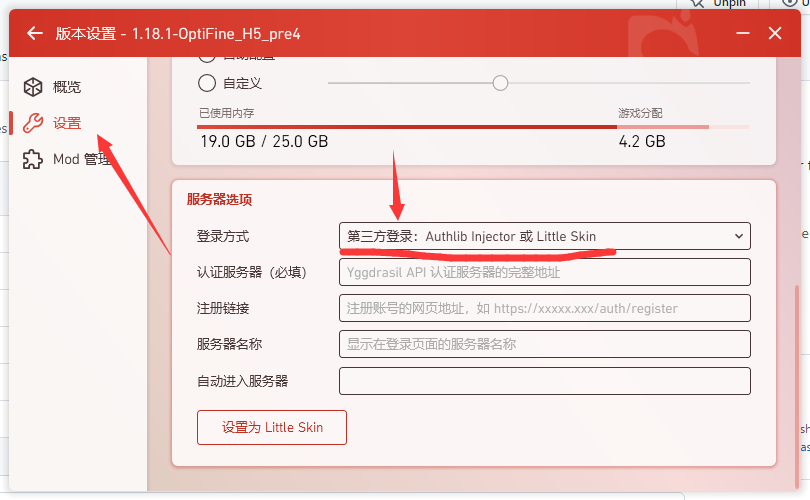 Unpin
版本设置 - 1.18.1-OptiFine_H5_pre4
概览
设置
Mod 管理
自动配置
自定义
已使用内存
游戏分配
19.0 GB / 25.0 GB
4.2 GB
服务器选项
登录方式
第三方登录：Authlib Injector 或 Little Skin
认证服务器（必填）
Yggdrasil API 认证服务器的完整地址
注册链接
注册账号的网页地址，如 https://xxxxx.xxx/auth/register
服务器名称
显示在登录页面的服务器名称
自动进入服务器
设置为 Little Skin